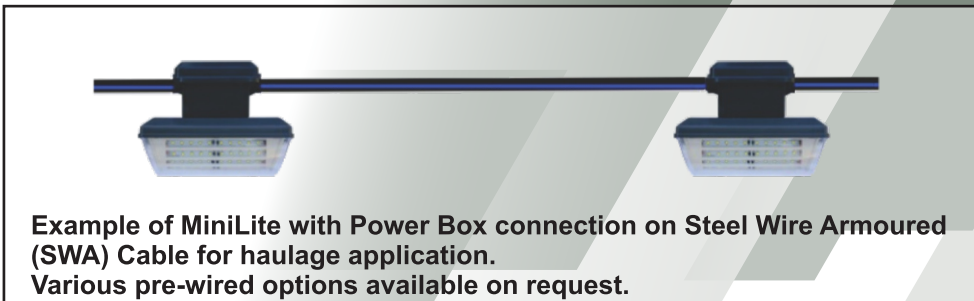 Example of MiniLite with Power Box connection on Steel Wire Armoured
(SWA) Cable for haulage application.
Various pre-wired options available on request.